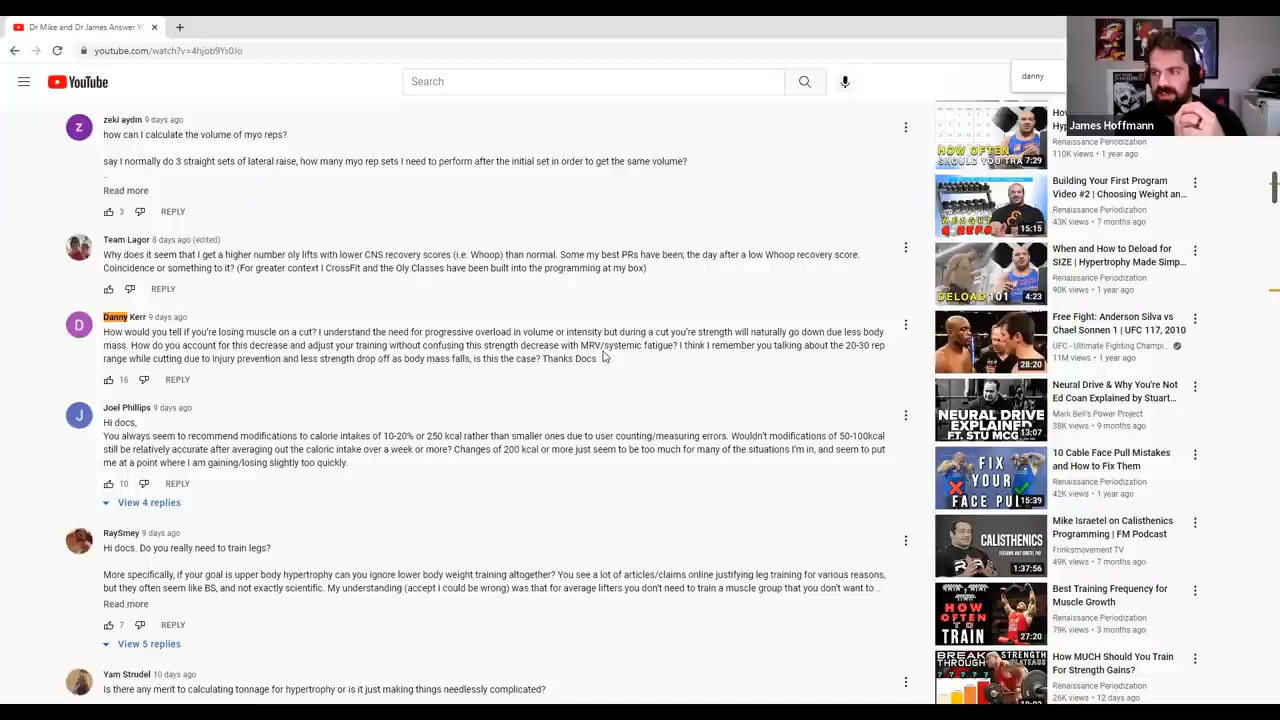 Dr Mike and Dr James Answer Y
youtube.com/watch?v=4hjob9Ys0Jo
YouTube
Search
danny
James Hoffmann
zeki aydın 9 days ago
how can I calculate the volume of myo reps?
say I normally do 3 straight sets of lateral raise, how many myo rep sets I need to perform after the initial set in order to get the same volume?
..
Read more
3 REPLY
Team Lagor 8 days ago (edited)
Why does it seem that I get a higher number oly lifts with lower CNS recovery scores (i.e. Whoop) than normal. Some my best PRs have been; the day after a low Whoop recovery score.
Coincidence or something to it? (For greater context I CrossFit and the Oly Classes have been built into the programming at my box)
REPLY
Danny Kerr 9 days ago
How would you tell if you're losing muscle on a cut? I understand the need for progressive overload in volume or intensity but during a cut you're strength will naturally go down due less body
mass. How do you account for this decrease and adjust your training without confusing this strength decrease with MRV/systemic fatigue? I think I remember you talking about the 20-30 rep
range while cutting due to injury prevention and less strength drop off as body mass falls, is this the case? Thanks Docs
16 REPLY
Joel Phillips 9 days ago
Hi docs,
You always seem to recommend modifications to calorie intakes of 10-20% or 250 kcal rather than smaller ones due to user counting/measuring errors. Wouldn't modifications of 50-100kcal
still be relatively accurate after averaging out the caloric intake over a week or more? Changes of 200 kcal or more just seem to be too much for many of the situations I'm in, and seem to put
me at a point where I am gaining/losing slightly too quickly.
10 REPLY
View 4 replies
RaySmey 9 days ago
Hi docs. Do you really need to train legs?
More specifically, if your goal is upper body hypertrophy can you ignore lower body weight training altogether? You see a lot of articles/claims online justifying leg training for various reasons,
but they often seem like BS, and not exactly scientific. My understanding (accept i could be wrong) was that for average lifters you don't need to train a muscle group that you don't want to ..
Read more
7 REPLY
View 5 replies
Yam Strudel 10 days ago
Is there any merit to calculating tonnage for hypertrophy or is it just making things needlessly complicated?
HOW OFTEN
SHOULD YOU TRA
7:29
Renaissance Periodization
110K views • 1 year ago
WEIGHT
& REP
15:15
Building Your First Program
Video #2 | Choosing Weight an...
Renaissance Periodization
43K views • 7 months ago
DELOAD 101
4:23
When and How to Deload for
SIZE | Hypertrophy Made Simp...
Renaissance Periodization
90K views • 1 year ago
28:20
Free Fight: Anderson Silva vs
Chael Sonnen 1 | UFC 117, 2010
UFC - Ultimate Fighting Champi...
11M views • 1 year ago
NEURAL DRIVE
EXPLAINED
FT. STU MCG
13:07
Neural Drive & Why You're Not
Ed Coan Explained by Stuart...
Mark Bell's Power Project
38K views • 9 months ago
FIX
YOUR
FACE PU
15:39
10 Cable Face Pull Mistakes
and How to Fix Them
Renaissance Periodization
42K views • 1 year ago
CALISTHENICS
1:37:56
Mike Israetel on Calisthenics
Programming | FM Podcast
Frinksmovement TV
90K views • 2 years ago
HOW
OFTEN
TO
TRAIN
27:20
Best Training Frequency for
Muscle Growth
Renaissance Periodization
79K views • 3 months ago
BREAK
THROUGH
STRENGTH
PLATEAUS
How MUCH Should You Train
For Strength Gains?
Renaissance Periodization
26K views • 12 days ago